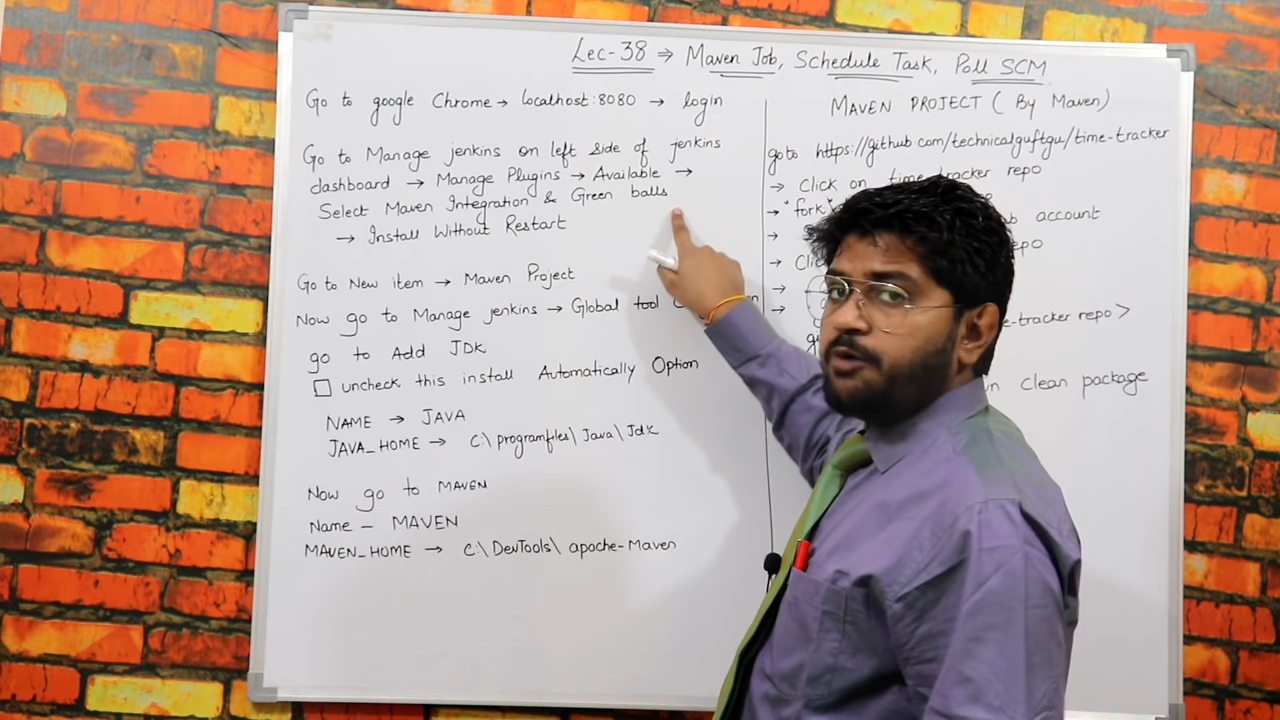 Lec-38 ⇒ Maven Job, Schedule Task, Poll SCM
Go to google Chrome → localhost:8080 → login
Go to Manage jenkins on left side of jenkins
dashboard → Manage Plugins → Available →
Select Maven Integration & Green balls
→ Install Without Restart
Go to New item → Maven Project
Now go to Manage jenkins → Global tool
go to Add JDK
uncheck this install Automatically Option
NAME → JAVA
JAVA_HOME → C:\programfiles\Java\Jdk
Now go to MAVEN
Name - MAVEN
MAVEN_HOME → C:\DevTools\apache-Maven
MAVEN PROJECT ( By Maven)
goto https://github.com/technicalguftgu/time-tracker
→ Click on time-tracker repo
→ "fork"
→ account
→
→
→ e-tracker repo >
Clean package